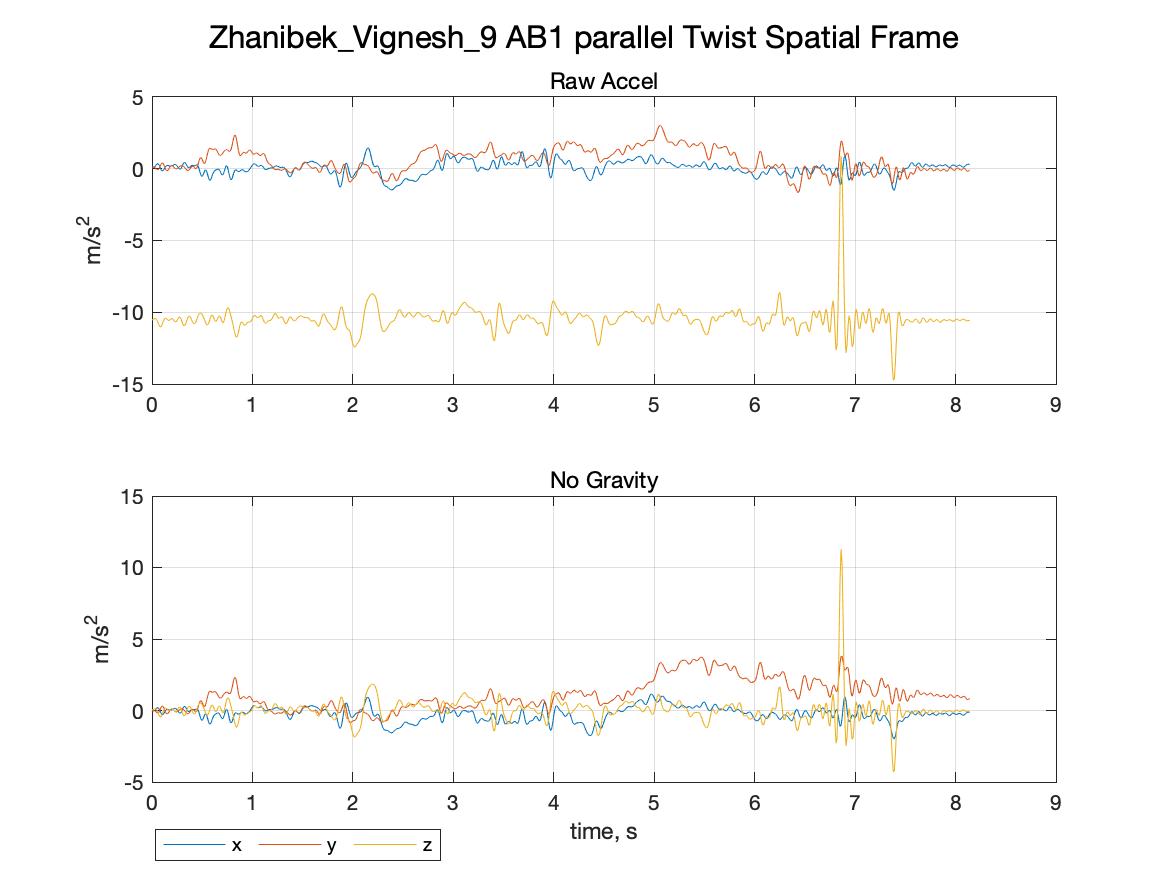 Zhanibek_Vignesh_9 AB1 parallel Twist Spatial Frame
Raw Accel
5
0
-5
-10
-15
m/s²
0 1 2 3 4 5 6 7 8 9
No Gravity
15
10
5
0
-5
m/s²
0 1 2 3 4 5 6 7 8 9
time, s
x y z